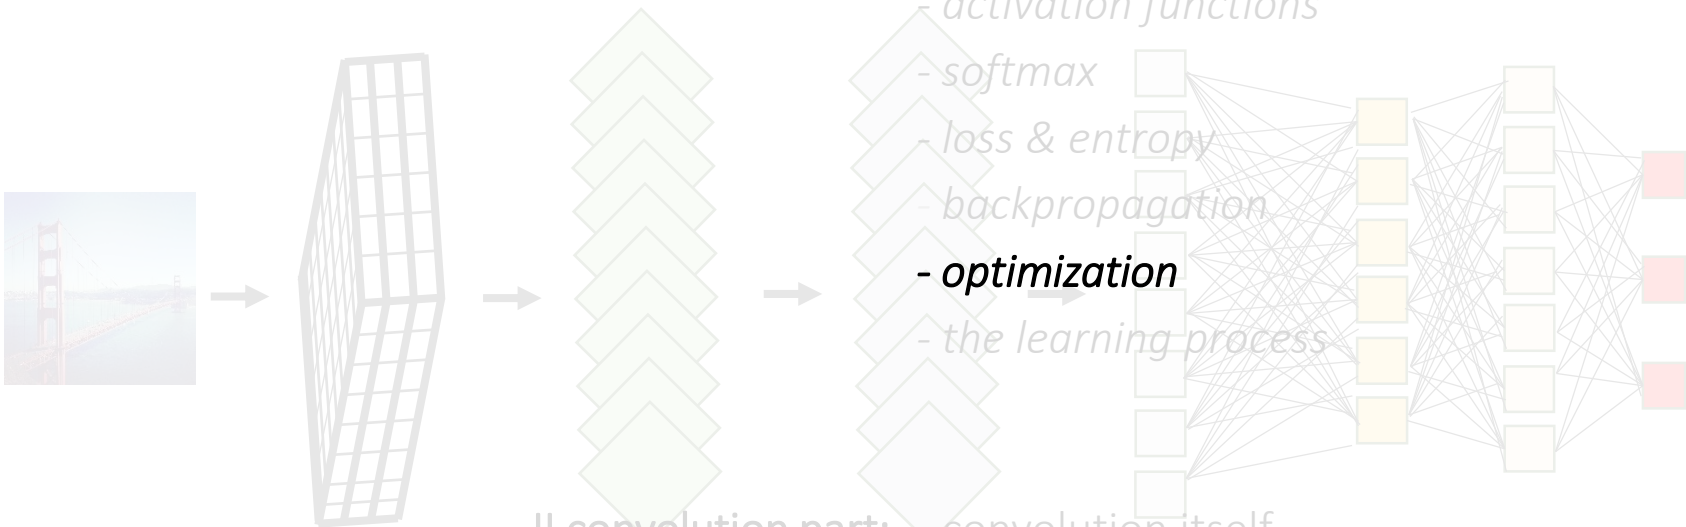 - activation functions
- softmax
- loss & entropy
- backpropagation
- optimization
- the learning process
II convolution part: - convolution itself